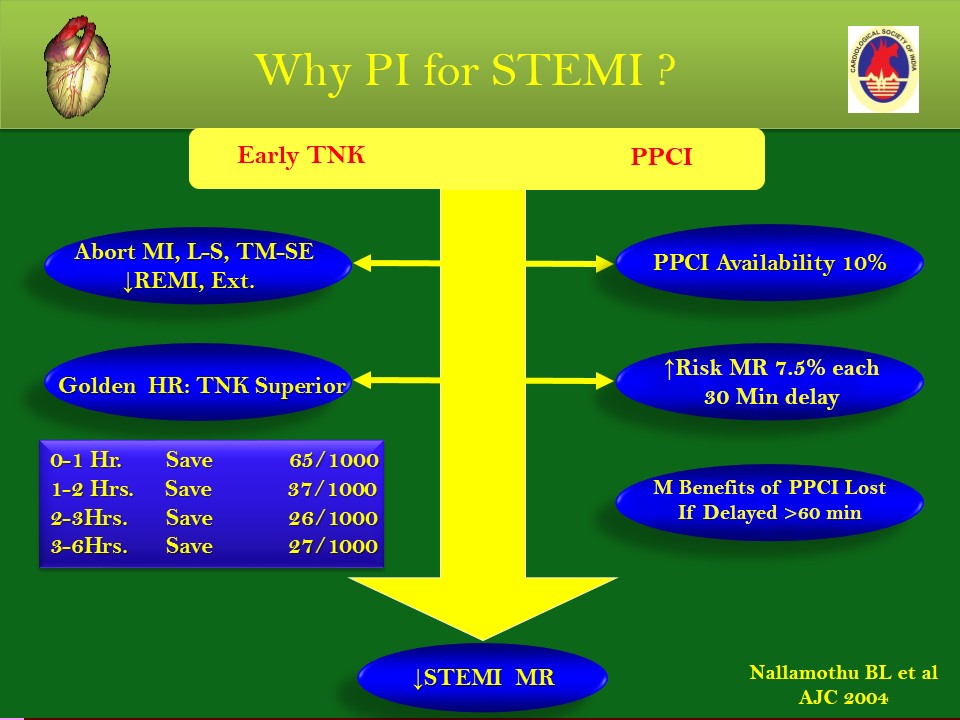 Why PI for STEMI ?
CARDIOLOGICAL SOCIETY OF INDIA
Early TNK
PPCI
Abort MI, L-S, TM-SE
↓REMI, Ext.
PPCI Availability 10%
Golden HR: TNK Superior
↑Risk MR 7.5% each
30 Min delay
0-1 Hr. Save 65/1000
1-2 Hrs. Save 37/1000
2-3Hrs. Save 26/1000
3-6Hrs. Save 27/1000
M Benefits of PPCI Lost
If Delayed >60 min
↓STEMI MR
Nallamothu BL et al
AJC 2004